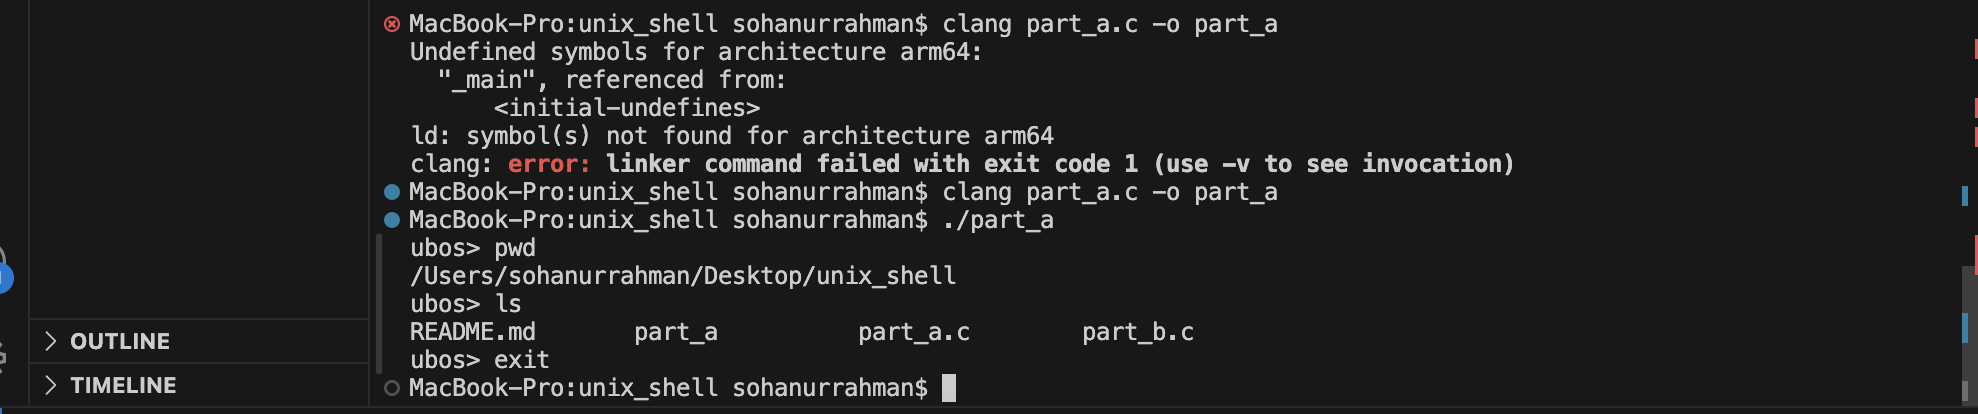 MacBook-Pro:unix_shell sohanurrahman$ clang part_a.c -o part_a
Undefined symbols for architecture arm64:
  "_main", referenced from:
      <initial-undefines>
ld: symbol(s) not found for architecture arm64
clang: error: linker command failed with exit code 1 (use -v to see invocation)
MacBook-Pro:unix_shell sohanurrahman$ clang part_a.c -o part_a
MacBook-Pro:unix_shell sohanurrahman$ ./part_a
ubos> pwd
/Users/sohanurrahman/Desktop/unix_shell
ubos> ls
README.md       part_a          part_a.c        part_b.c
ubos> exit
MacBook-Pro:unix_shell sohanurrahman$
OUTLINE
TIMELINE